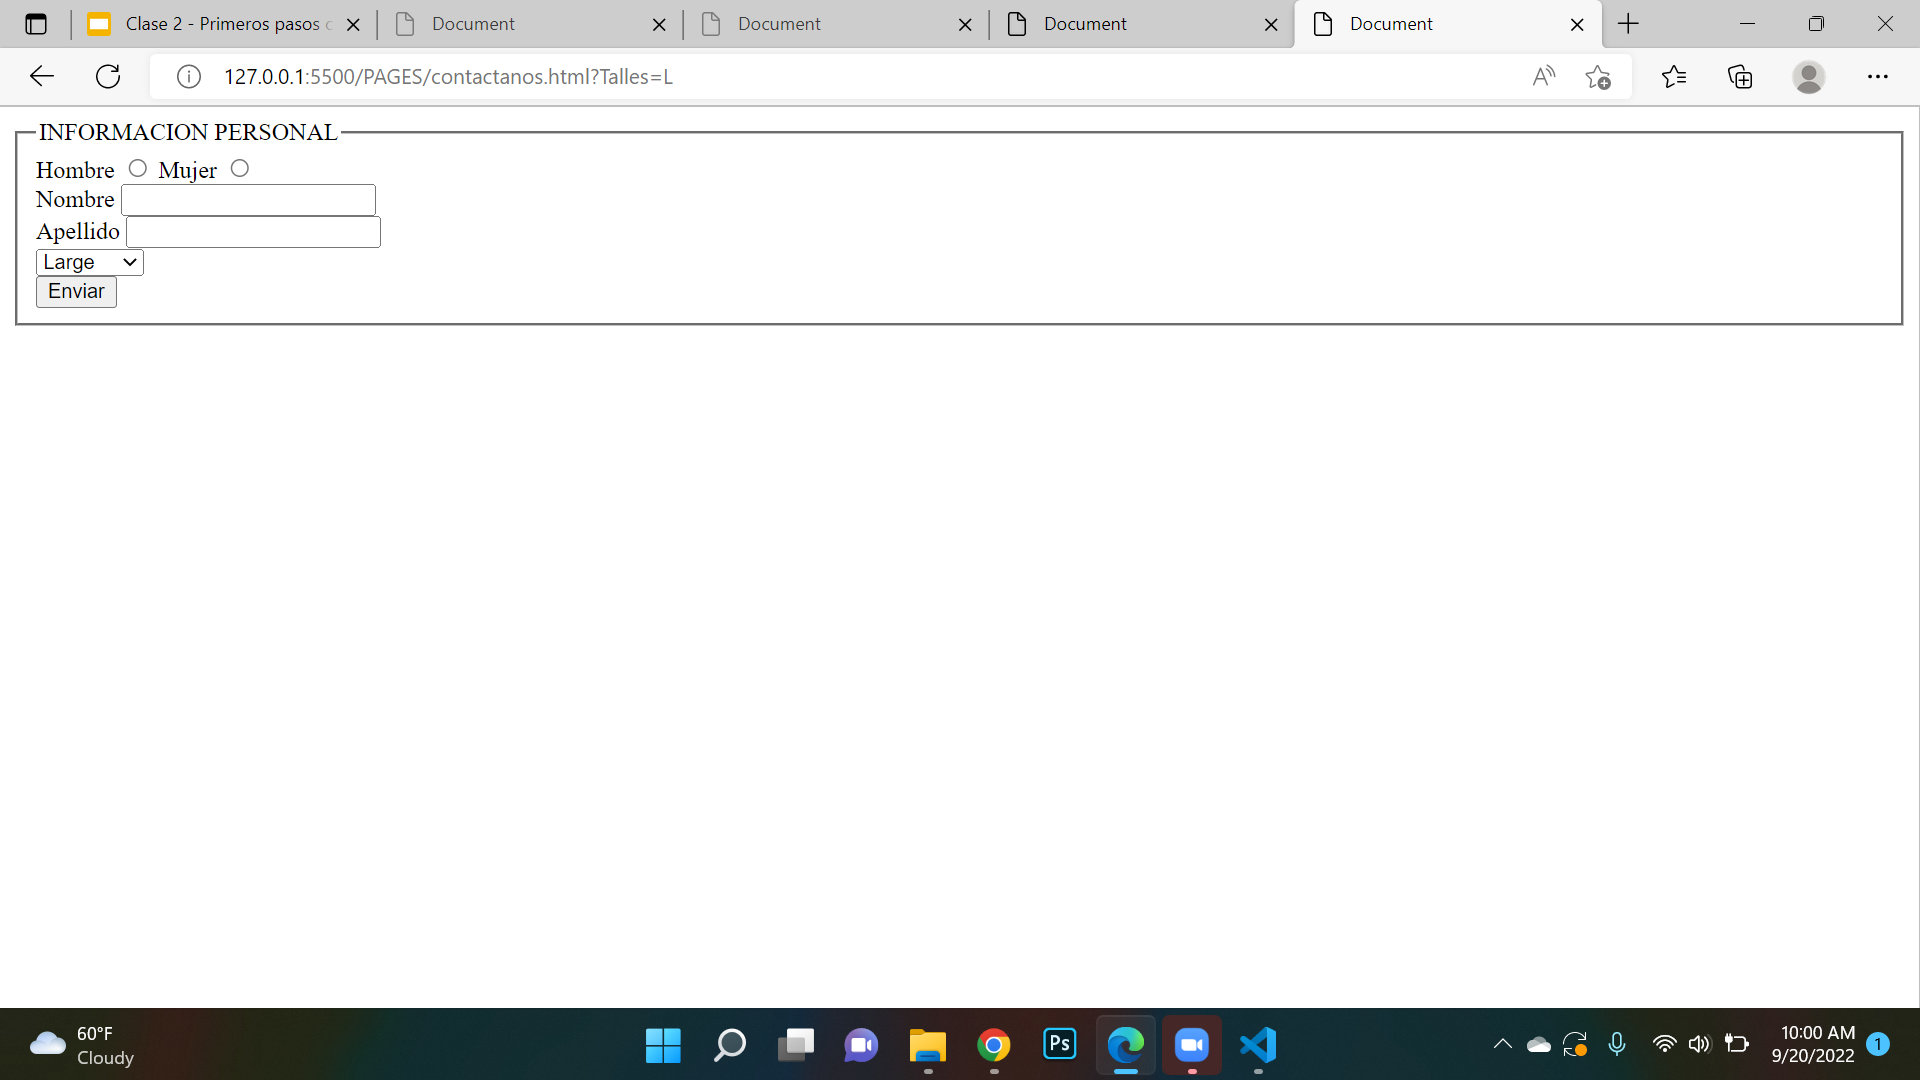 Clase 2 - Primeros pasos
Document
Document
Document
Document
127.0.0.1:5500/PAGES/contactanos.html?Talles=L
INFORMACION PERSONAL
Hombre Mujer
Nombre
Apellido
Large
Enviar
60°F
Cloudy
Ps
10:00 AM
9/20/2022
1